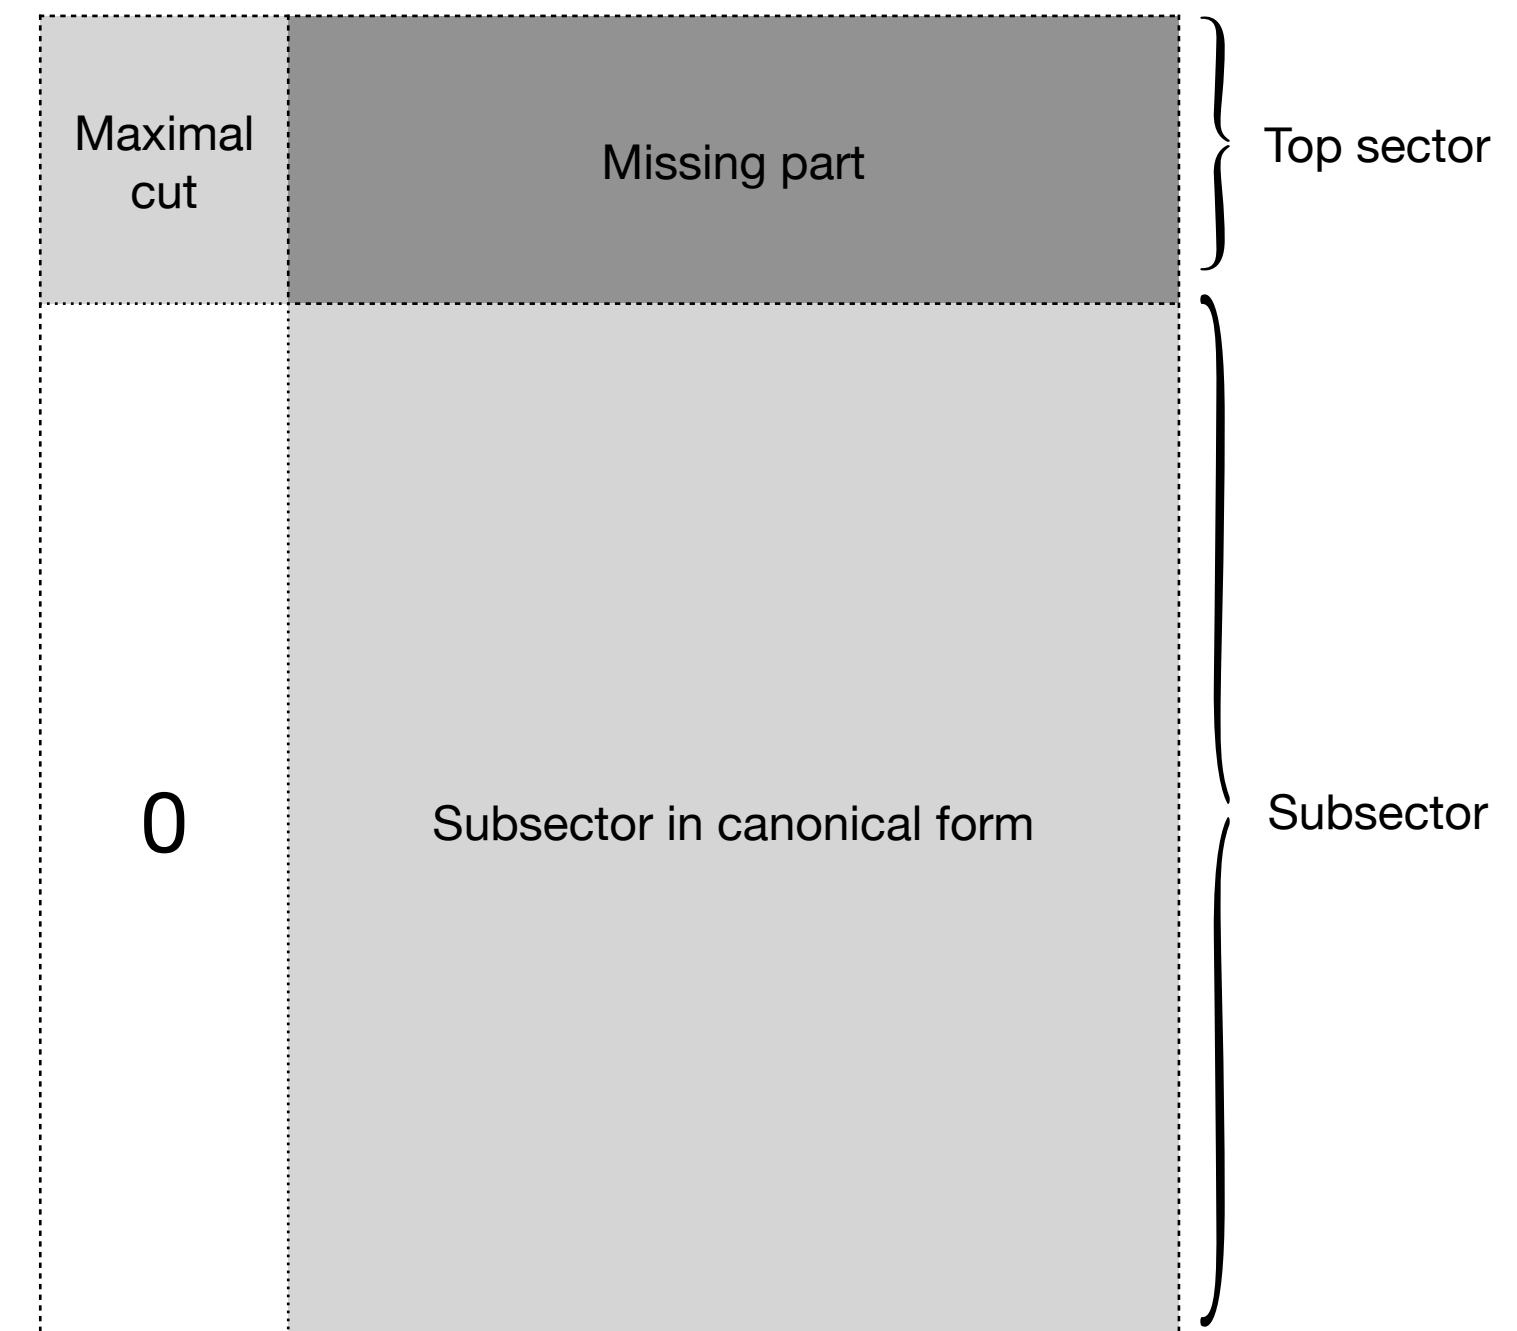 Maximal
cut
Missing part
Top sector
0
Subsector in canonical form
Subsector